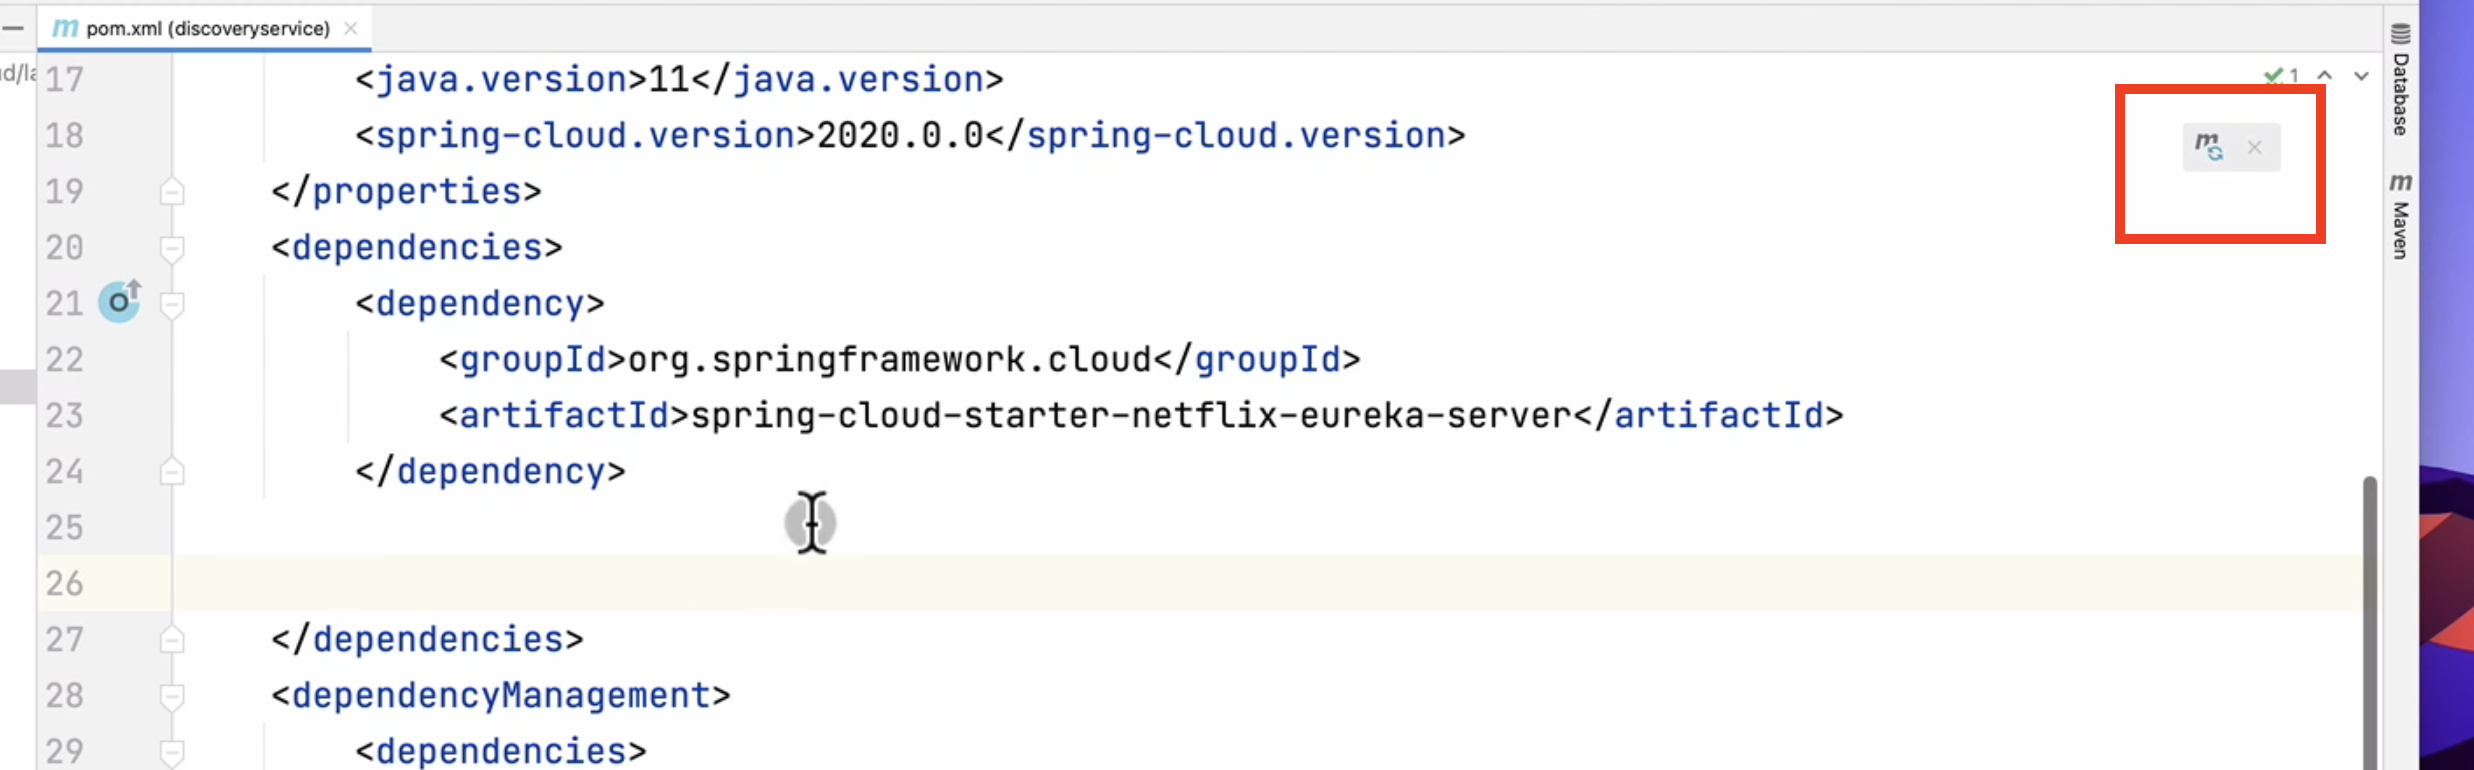 m pom.xml (discoveryservice)
17 <java.version>11</java.version>
18 <spring-cloud.version>2020.0.0</spring-cloud.version>
19 </properties>
20 <dependencies>
21 <dependency>
22 <groupId>org.springframework.cloud</groupId>
23 <artifactId>spring-cloud-starter-netflix-eureka-server</artifactId>
24 </dependency>
25
26
27 </dependencies>
28 <dependencyManagement>
29 <dependencies>
1
m
Database
m Maven